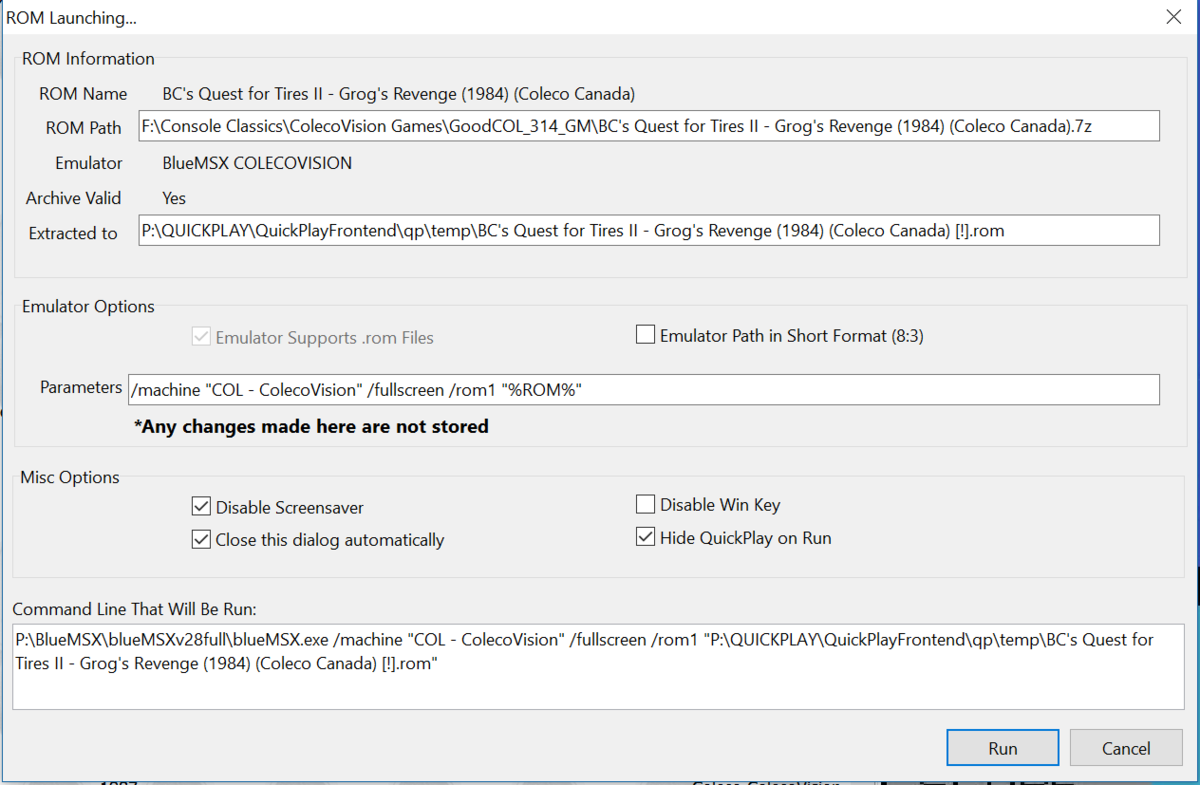 ROM Launching...
ROM Information
ROM Name BC's Quest for Tires II - Grog's Revenge (1984) (Coleco Canada)
ROM Path F:\Console Classics\ColecoVision Games\GoodCOL_314_GM\BC's Quest for Tires II - Grog's Revenge (1984) (Coleco Canada).7z
Emulator BlueMSX COLECOVISION
Archive Valid Yes
Extracted to P:\QUICKPLAY\QuickPlayFrontend\qp\temp\BC's Quest for Tires II - Grog's Revenge (1984) (Coleco Canada) [!].rom
Emulator Options
Emulator Supports .rom Files Emulator Path in Short Format (8:3)
Parameters /machine "COL - ColecoVision" /fullscreen /rom1 "%ROM%"
*Any changes made here are not stored
Misc Options
Disable Screensaver Disable Win Key
Close this dialog automatically Hide QuickPlay on Run
Command Line That Will Be Run:
P:\BlueMSX\blueMSXv28full\blueMSX.exe /machine "COL - ColecoVision" /fullscreen /rom1 "P:\QUICKPLAY\QuickPlayFrontend\qp\temp\BC's Quest for
Tires II - Grog's Revenge (1984) (Coleco Canada) [!].rom"
Run Cancel